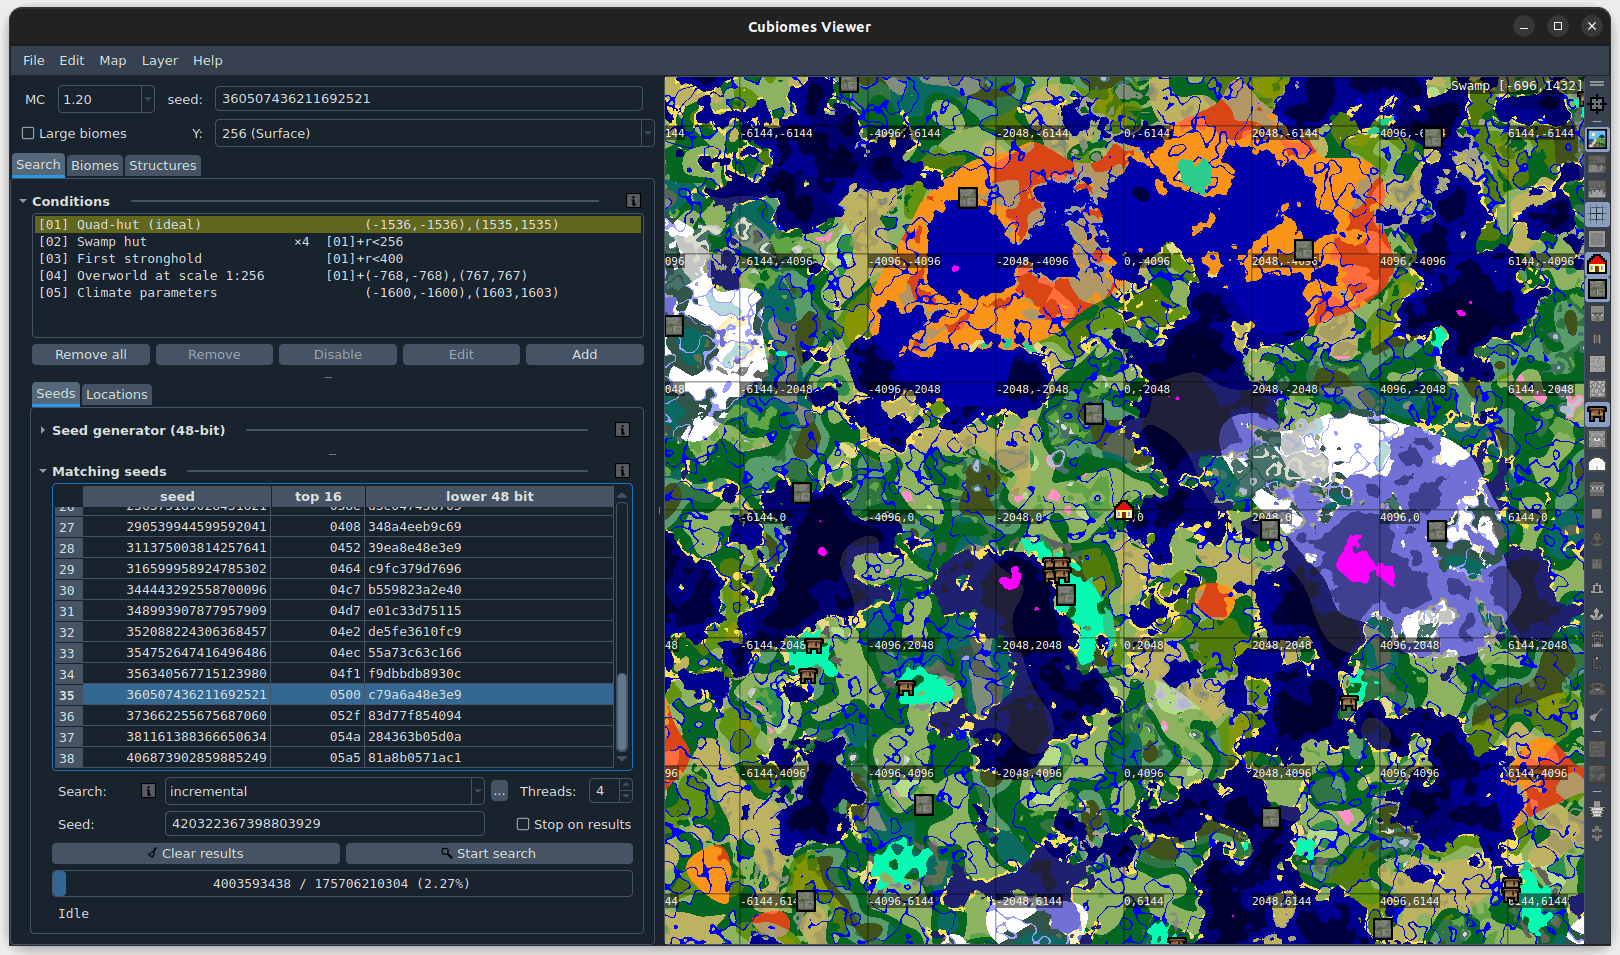 Cubiomes Viewer
File Edit Map Layer Help
MC 1.20 seed: 360507436211692521
Large biomes Y: 256 (Surface)
Search Biomes Structures
Conditions
[01] Quad-hut (ideal) (-1536,-1536),(1535,1535)
[02] Swamp hut ×4 [01]+r<256
[03] First stronghold [01]+r<400
[04] Overworld at scale 1:256 [01]+(-768,-768),(767,767)
[05] Climate parameters (-1600,-1600),(1603,1603)
Remove all Remove Disable Edit Add
Seeds Locations
Seed generator (48-bit)
Matching seeds
seed top 16 lower 48 bit
27 290539944599592041 0408 348a4eeb9c69
28 311375003814257641 0452 39ea8e48e3e9
29 316599958924785302 0464 c9fc379d7696
30 344443292558700096 04c7 b559823a2e40
31 348993907877957909 04d7 e01c33d75115
32 352088224306368457 04e2 de5fe3610fc9
33 354752647416496486 04ec 55a73c63c166
34 356340567715123980 04f1 f9dbbdb8930c
35 360507436211692521 0500 c79a6a48e3e9
36 373662255675687060 052f 83d77f854094
37 381161388366650634 054a 284363b05d0a
38 406873902859885249 05a5 81a8b0571ac1
Search: incremental ... Threads: 4
Seed: 420322367398803929 Stop on results
Clear results Start search
4003593438 / 175706210304 (2.27%)
Idle
Swamp [-696,1432]
144 -6144,-6144 -4096,-6144 -2048,-6144 0,-6144 2048,-6144 4096,-6 4 6144,-6144
096 -6144,-4096 -4096,-4096 -2048,-4096 0,-4096 2048,-4096 4096,-4096 6144,-4096
048 -6144,-2048 -4096,-2048 -2048,-2048 0,-2048 2048,-2048 4096,-2048 6144,-2048
-6144,0 -4096,0 -2048,0 ,0 2048,0 4096,0 6144,0
48 -6144,2048 -4096,2048 -2048,2048 0,2048 2048,2048 4096,2048 6144,2048
96 -6144,4096 -4096,4096 -2048,4096 0,4096 2048,4096 4096,4096 6144,4096
44 -6144,614 -4096,6144 -2048,6144 0,6144 2048,6144 4096,6144 44,6144